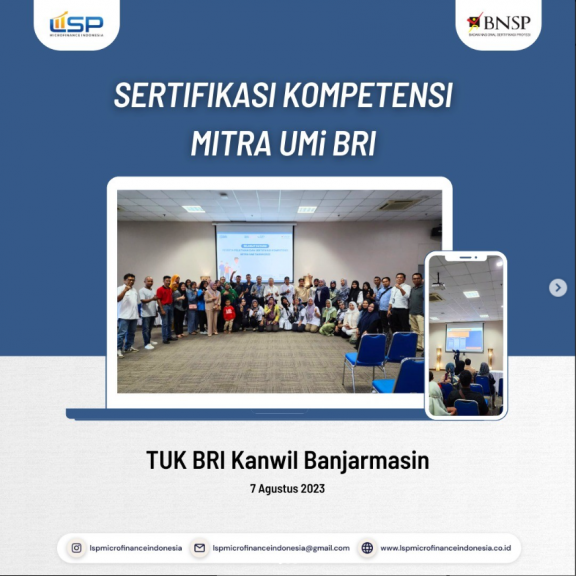 LSP
MICROFINANCE INDONESIA
BNSP
BADAN NASIONAL SERTIFIKASI PROFESI
SERTIFIKASI KOMPETENSI
MITRA UMi BRI
TUK BRI Kanwil Banjarmasin
7 Agustus 2023
lspmicrofinanceindonesia
lspmicrofinanceindonesia@gmail.com
www.lspmicrofinanceindonesia.co.id